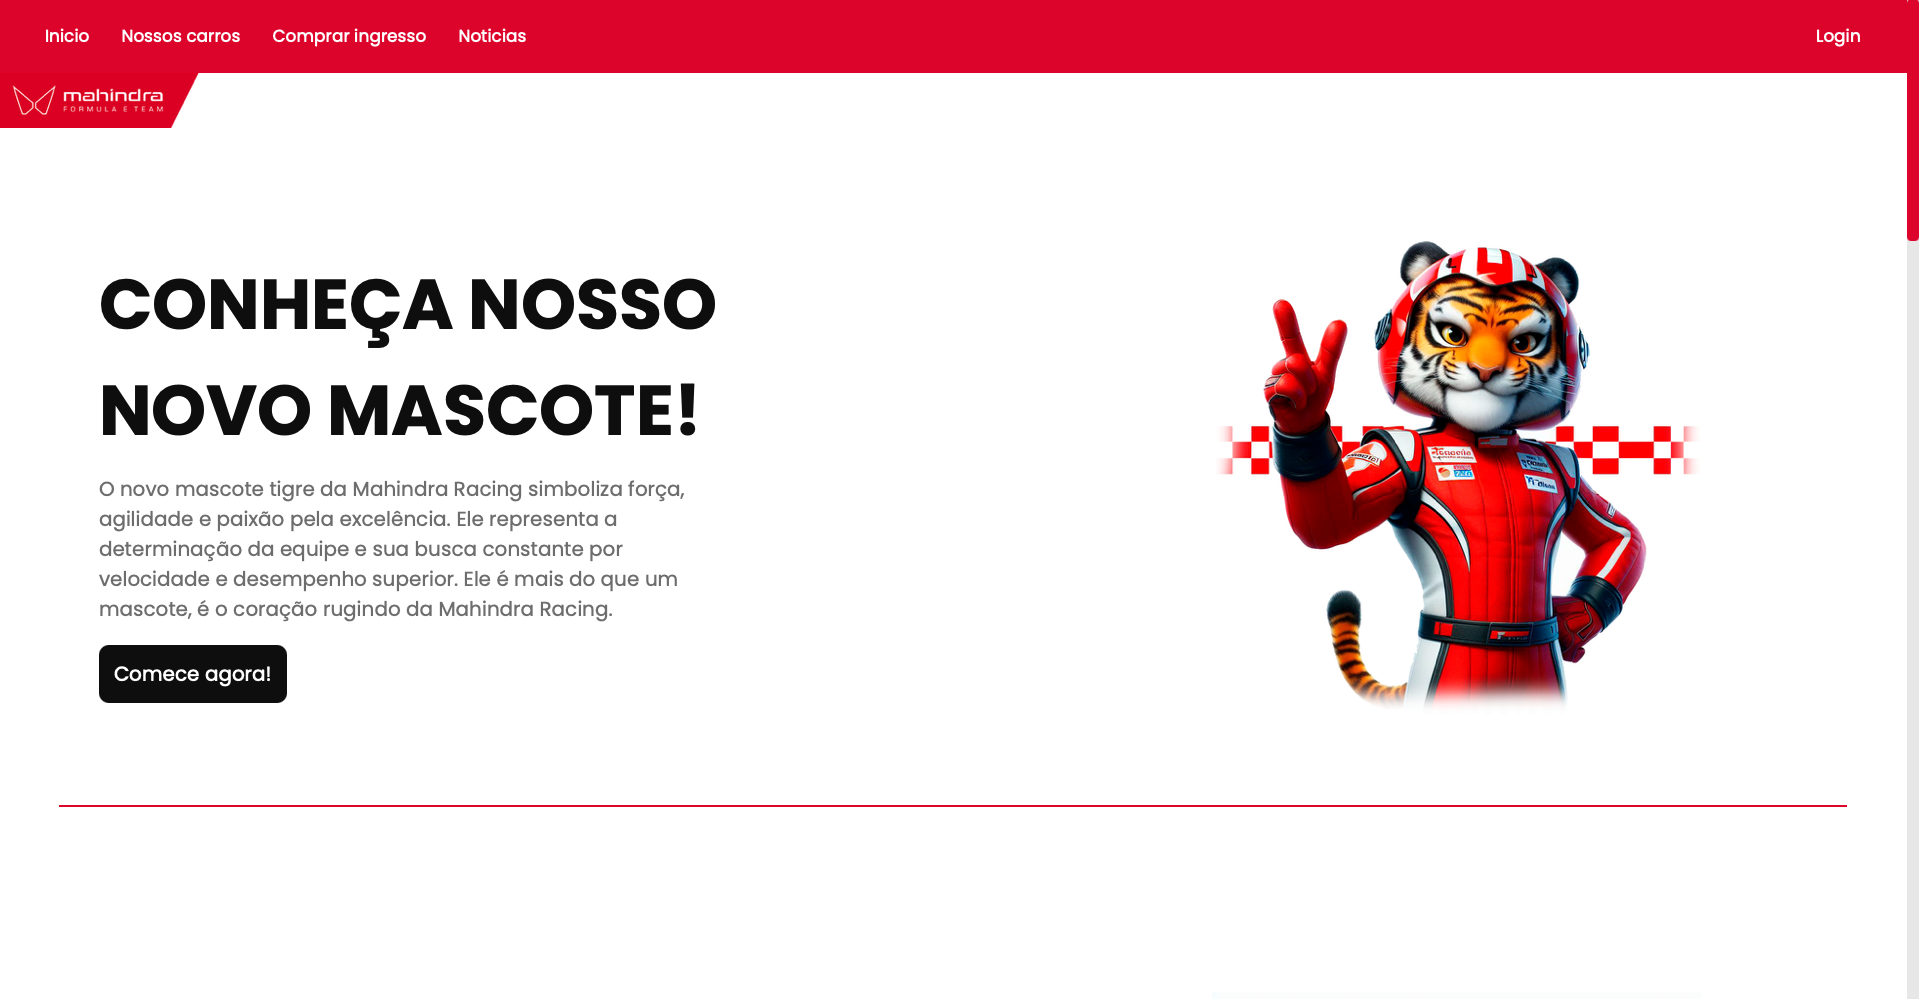 Inicio Nossos carros Comprar ingresso Noticias Login
mahindra
FORMULA E TEAM
CONHEÇA NOSSO
NOVO MASCOTE!
O novo mascote tigre da Mahindra Racing simboliza força,
agilidade e paixão pela excelência. Ele representa a
determinação da equipe e sua busca constante por
velocidade e desempenho superior. Ele é mais do que um
mascote, é o coração rugindo da Mahindra Racing.
Comece agora!